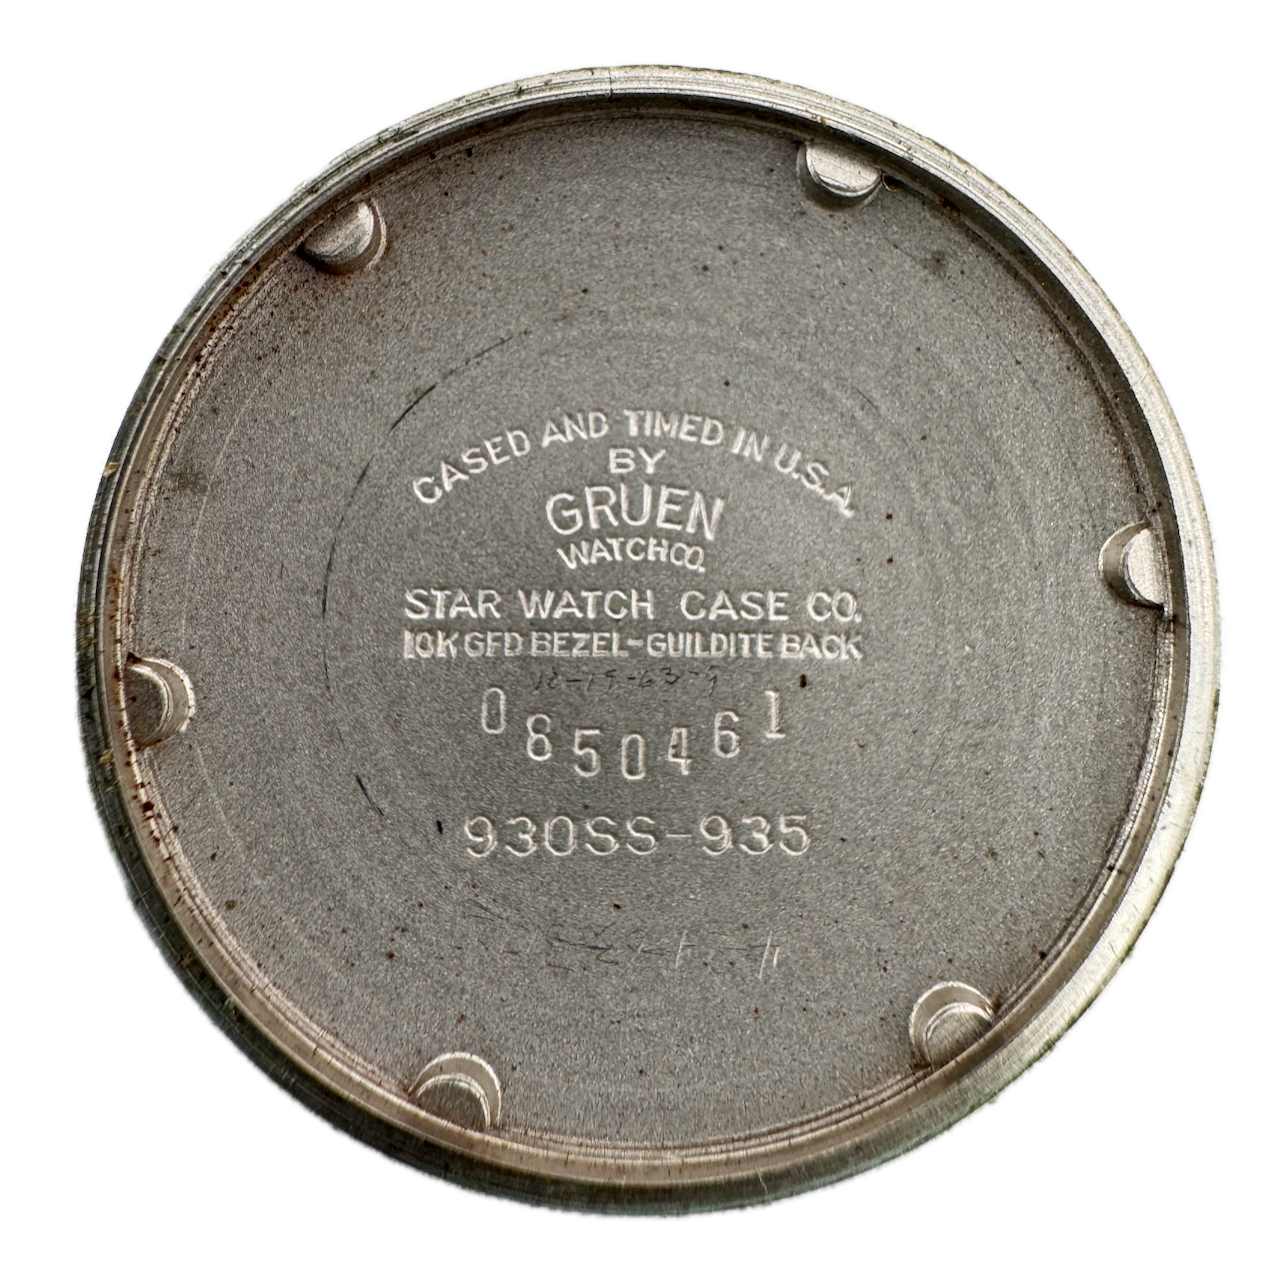 CASED AND TIMED IN U.S.A.
BY
GRUEN
WATCH CO.
STAR WATCH CASE CO.
10K GFD BEZEL-GUILDITE BACK
0850461
930SS-935